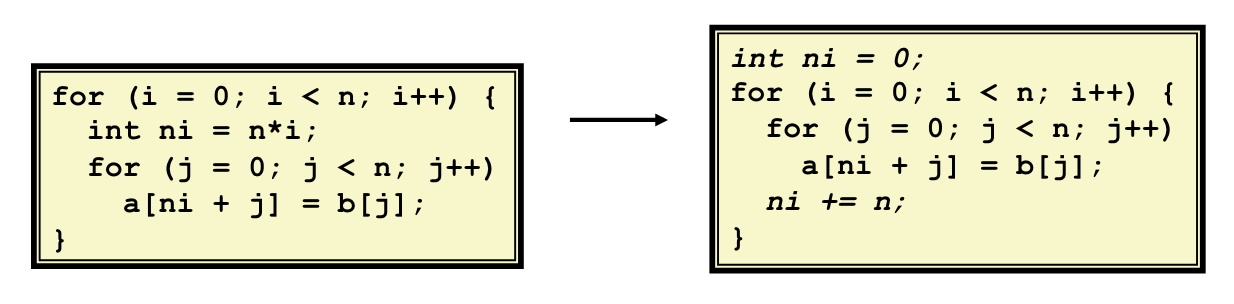 for (i = 0; i < n; i++) {
  int ni = n*i;
  for (j = 0; j < n; j++)
    a[ni + j] = b[j];
}
int ni = 0;
for (i = 0; i < n; i++) {
  for (j = 0; j < n; j++)
    a[ni + j] = b[j];
  ni += n;
}